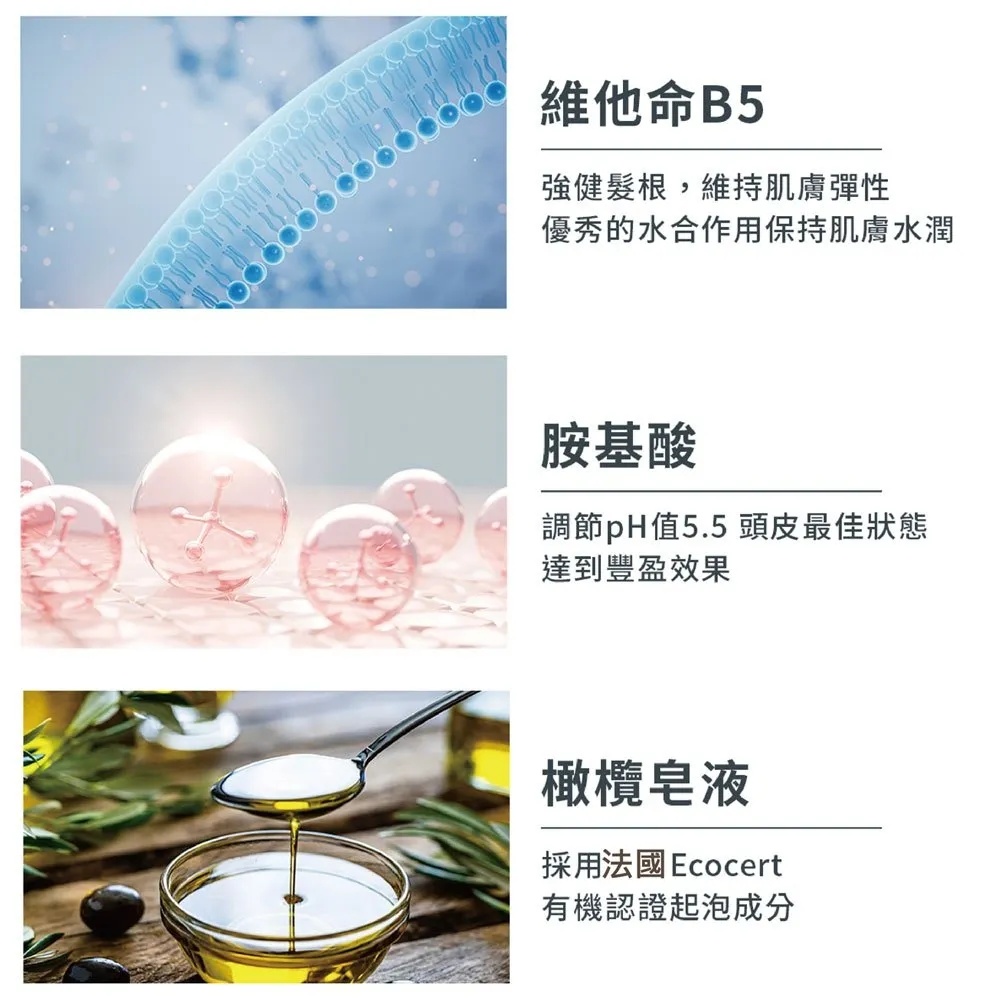 維他命B5
強健髮根，維持肌膚彈性
優秀的水合作用保持肌膚水潤
胺基酸
調節pH值5.5 頭皮最佳狀態
達到豐盈效果
橄欖皂液
採用法國Ecocert
有機認證起泡成分